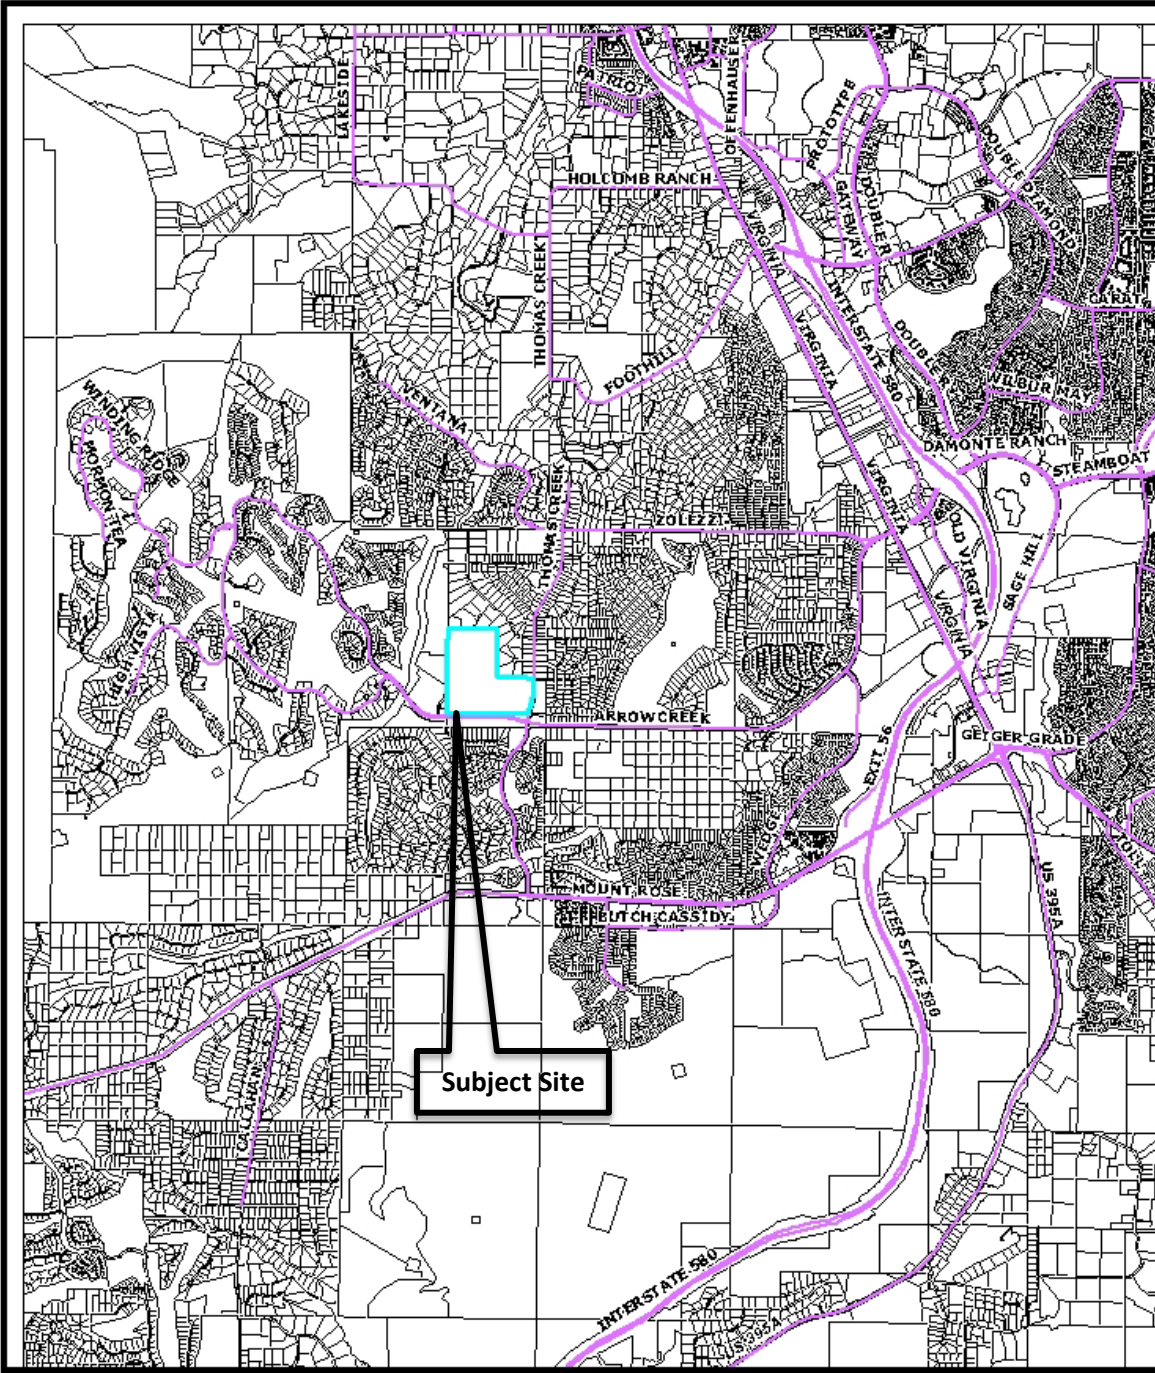 LAKESIDE
PATRIOT
OFFENHAUSER
PROTOTYPE
DOUBLE DIAMOND
HOLCOMB RANCH
GATEWAY
DOUBLE R
VIRGINIA
THOMAS CREEK
INTERSTATE 580
CARAT
VIRGINIA
DOUBLE R
FOOTHILL
WILBUR MAY
VENTANA
WINDING RIDGE
MORMON TEA
DAMONTE RANCH
STEAMBOAT
THOMAS CREEK
VIRGINIA
ZOLEZZI
OLD VIRGINIA
SAGE HILL
VIRGINIA
HIGH VISTA
ARROWCREEK
GEIGER GRADE
EXIT 56
WEDGE
MOUNT ROSE
BUTCH CASSIDY
US 395A
INTERSTATE 580
CALLAHAN
Subject Site
INTERSTATE 580
US 395A